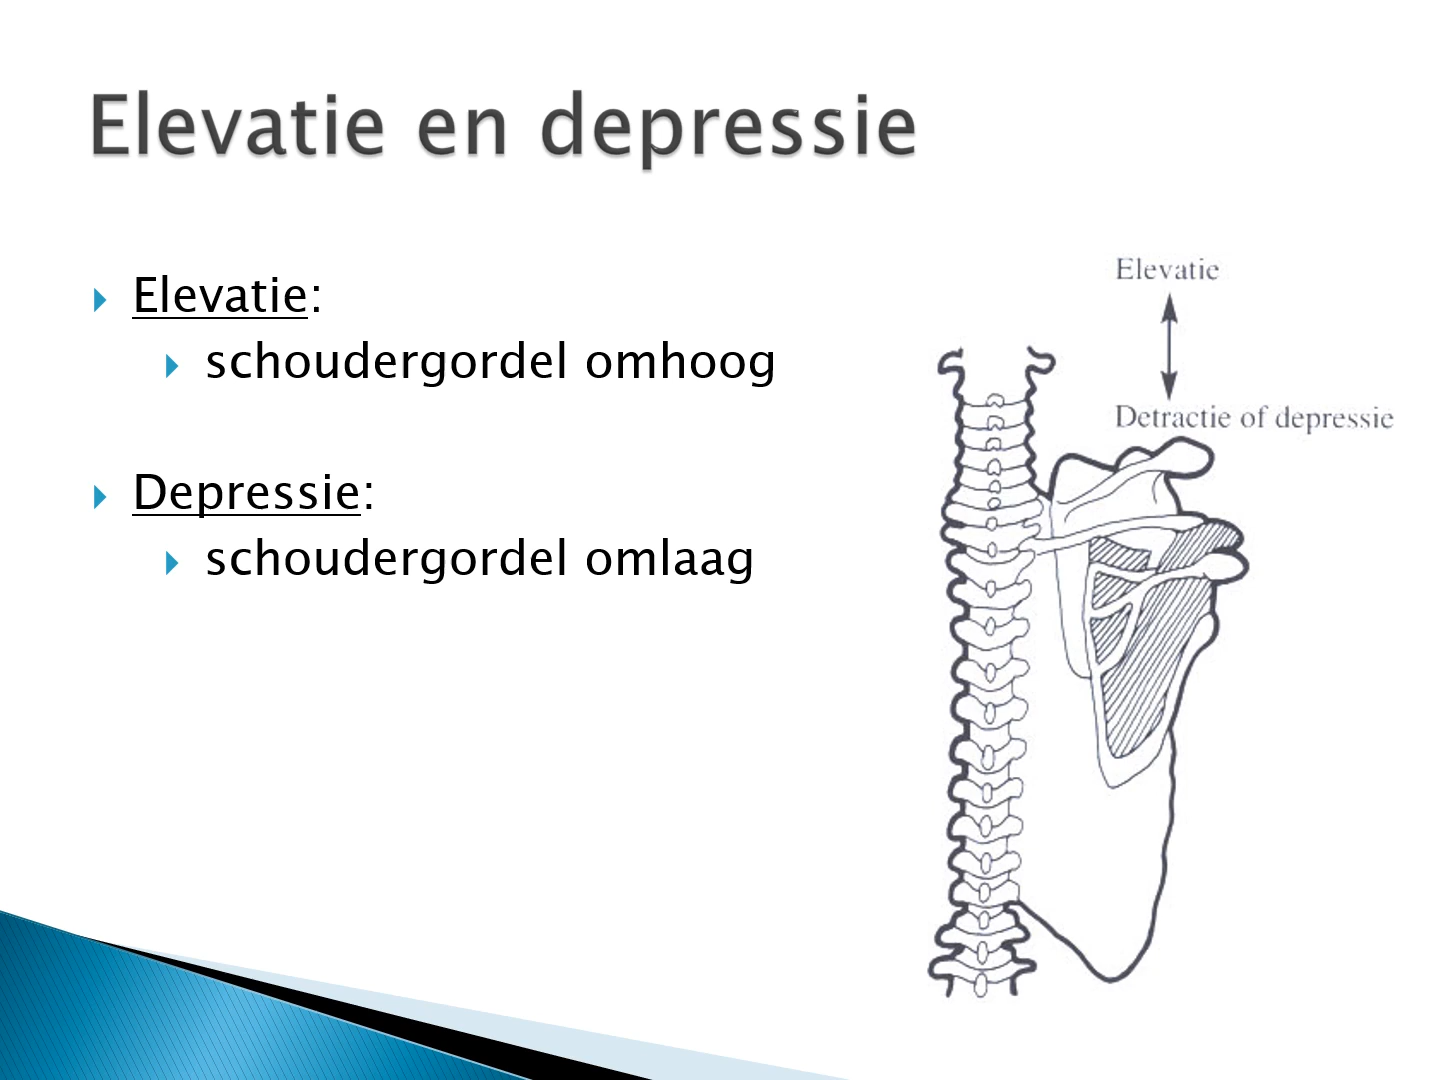 Elevatie en depressie
Elevatie:
schoudergordel omhoog
Depressie:
schoudergordel omlaag
Elevatie
Detractie of depressie